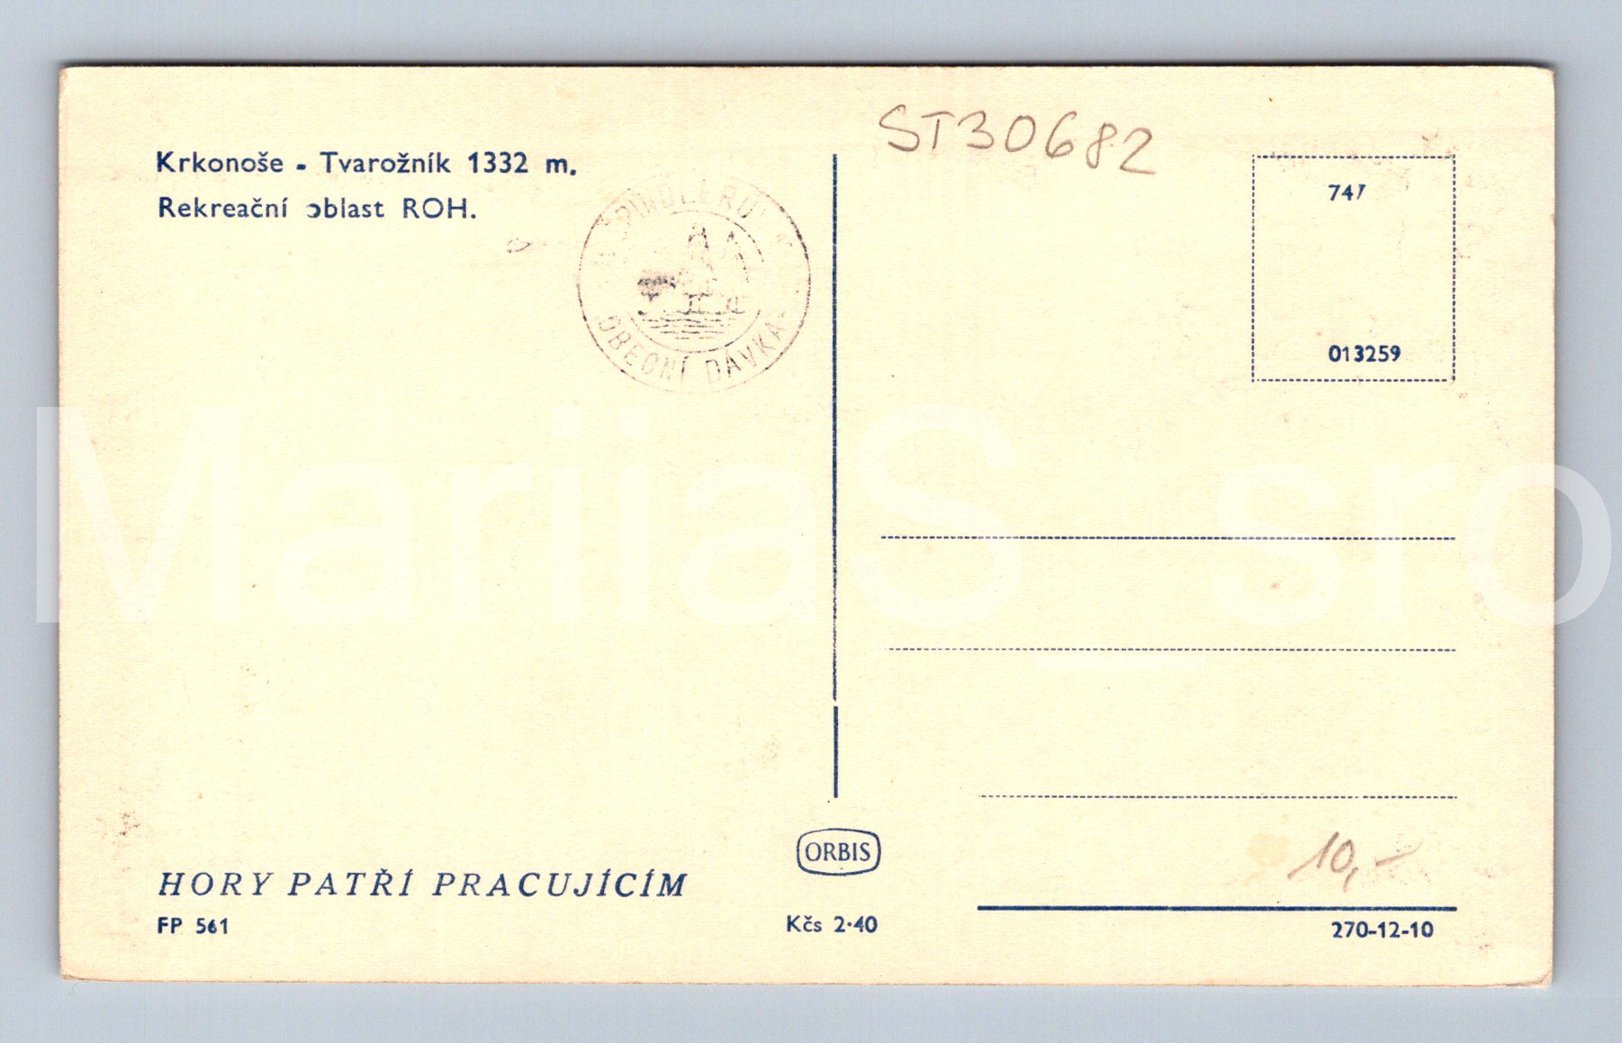 ST30682
Krkonoše - Tvarožník 1332 m.
Rekreační oblast ROH.
OBECNÍ DÁVKA
747
013259
MariiaS_sro
ORBIS
10,-
HORY PATŘÍ PRACUJÍCÍM
FP 561
Kčs 2·40
270-12-10